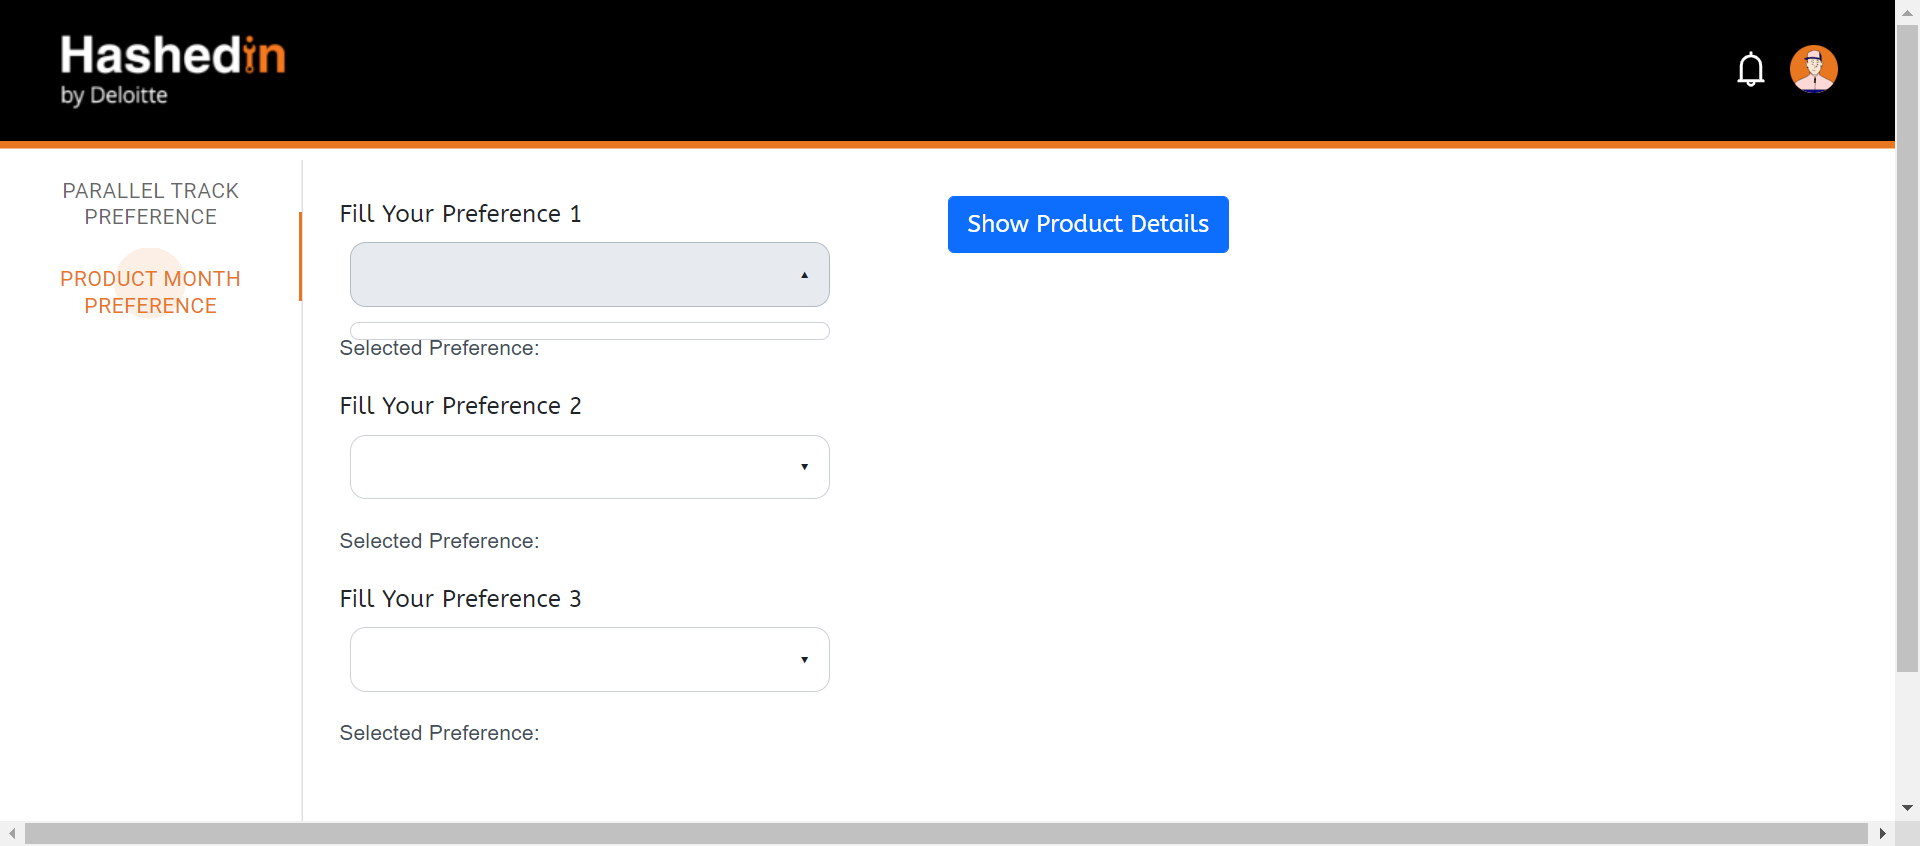 Hashedin
by Deloitte
PARALLEL TRACK
PREFERENCE
PRODUCT MONTH
PREFERENCE
Fill Your Preference 1
Selected Preference:
Fill Your Preference 2
Selected Preference:
Fill Your Preference 3
Selected Preference:
Show Product Details